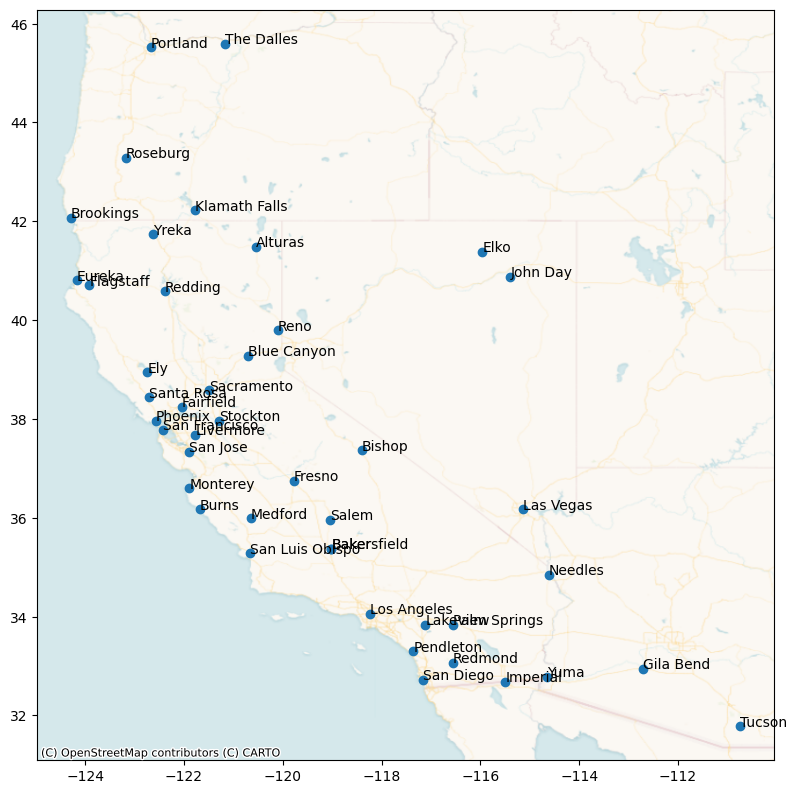 46
Portland
The Dalles
44
Roseburg
Klamath Falls
42
Brookings
Yreka
Alturas
Elko
Eureka
Flagstaff
John Day
Redding
40
Reno
Blue Canyon
Ely
Sacramento
Santa Rosa
Fairfield
38
Phoenix
Stockton
San Francisco
Livermore
San Jose
Bishop
Fresno
Monterey
Burns
Las Vegas
36
Medford
Salem
Baker
Bakersfield
San Luis Obispo
Needles
34
Los Angeles
Lakeview
Palm Springs
Pendleton
Redmond
Gila Bend
San Diego
Imperial
Yuma
32
Tucson
(C) OpenStreetMap contributors (C) CARTO
−124
−122
−120
−118
−116
−114
−112